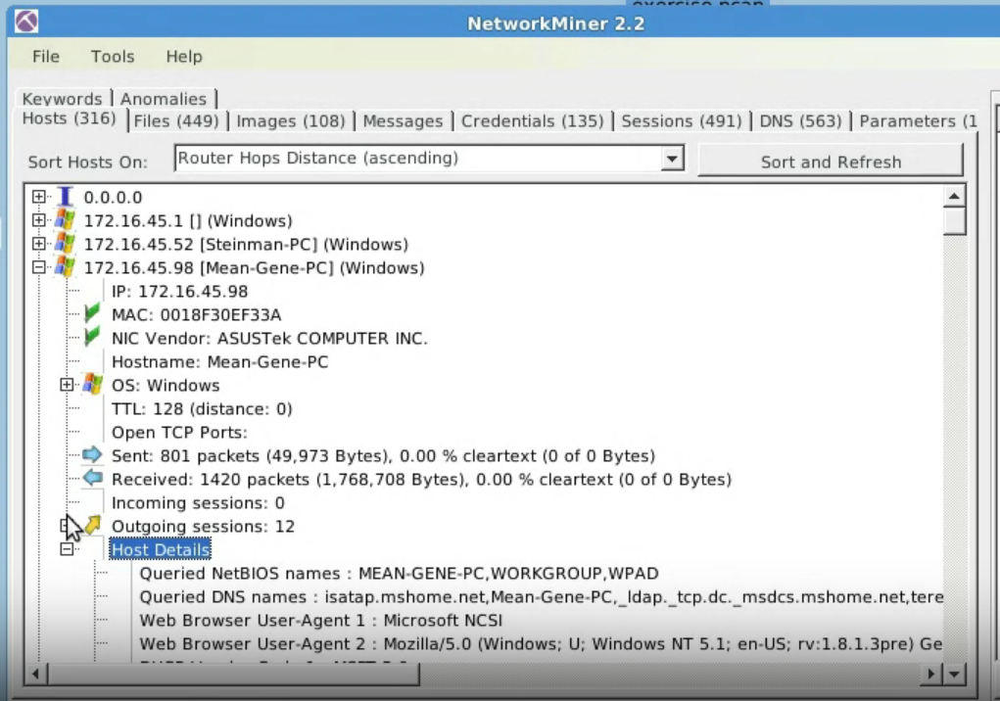 exercise.pcap
NetworkMiner 2.2
File Tools Help
Keywords Anomalies
Hosts (316) Files (449) Images (108) Messages Credentials (135) Sessions (491) DNS (563) Parameters (1
Sort Hosts On: Router Hops Distance (ascending) Sort and Refresh
0.0.0.0
172.16.45.1 [] (Windows)
172.16.45.52 [Steinman-PC] (Windows)
172.16.45.98 [Mean-Gene-PC] (Windows)
IP: 172.16.45.98
MAC: 0018F30EF33A
NIC Vendor: ASUSTek COMPUTER INC.
Hostname: Mean-Gene-PC
OS: Windows
TTL: 128 (distance: 0)
Open TCP Ports:
Sent: 801 packets (49,973 Bytes), 0.00 % cleartext (0 of 0 Bytes)
Received: 1420 packets (1,768,708 Bytes), 0.00 % cleartext (0 of 0 Bytes)
Incoming sessions: 0
Outgoing sessions: 12
Host Details
Queried NetBIOS names : MEAN-GENE-PC,WORKGROUP,WPAD
Queried DNS names : isatap.mshome.net,Mean-Gene-PC,_ldap._tcp.dc._msdcs.mshome.net,tere
Web Browser User-Agent 1 : Microsoft NCSI
Web Browser User-Agent 2 : Mozilla/5.0 (Windows; U; Windows NT 5.1; en-US; rv:1.8.1.3pre) Ge